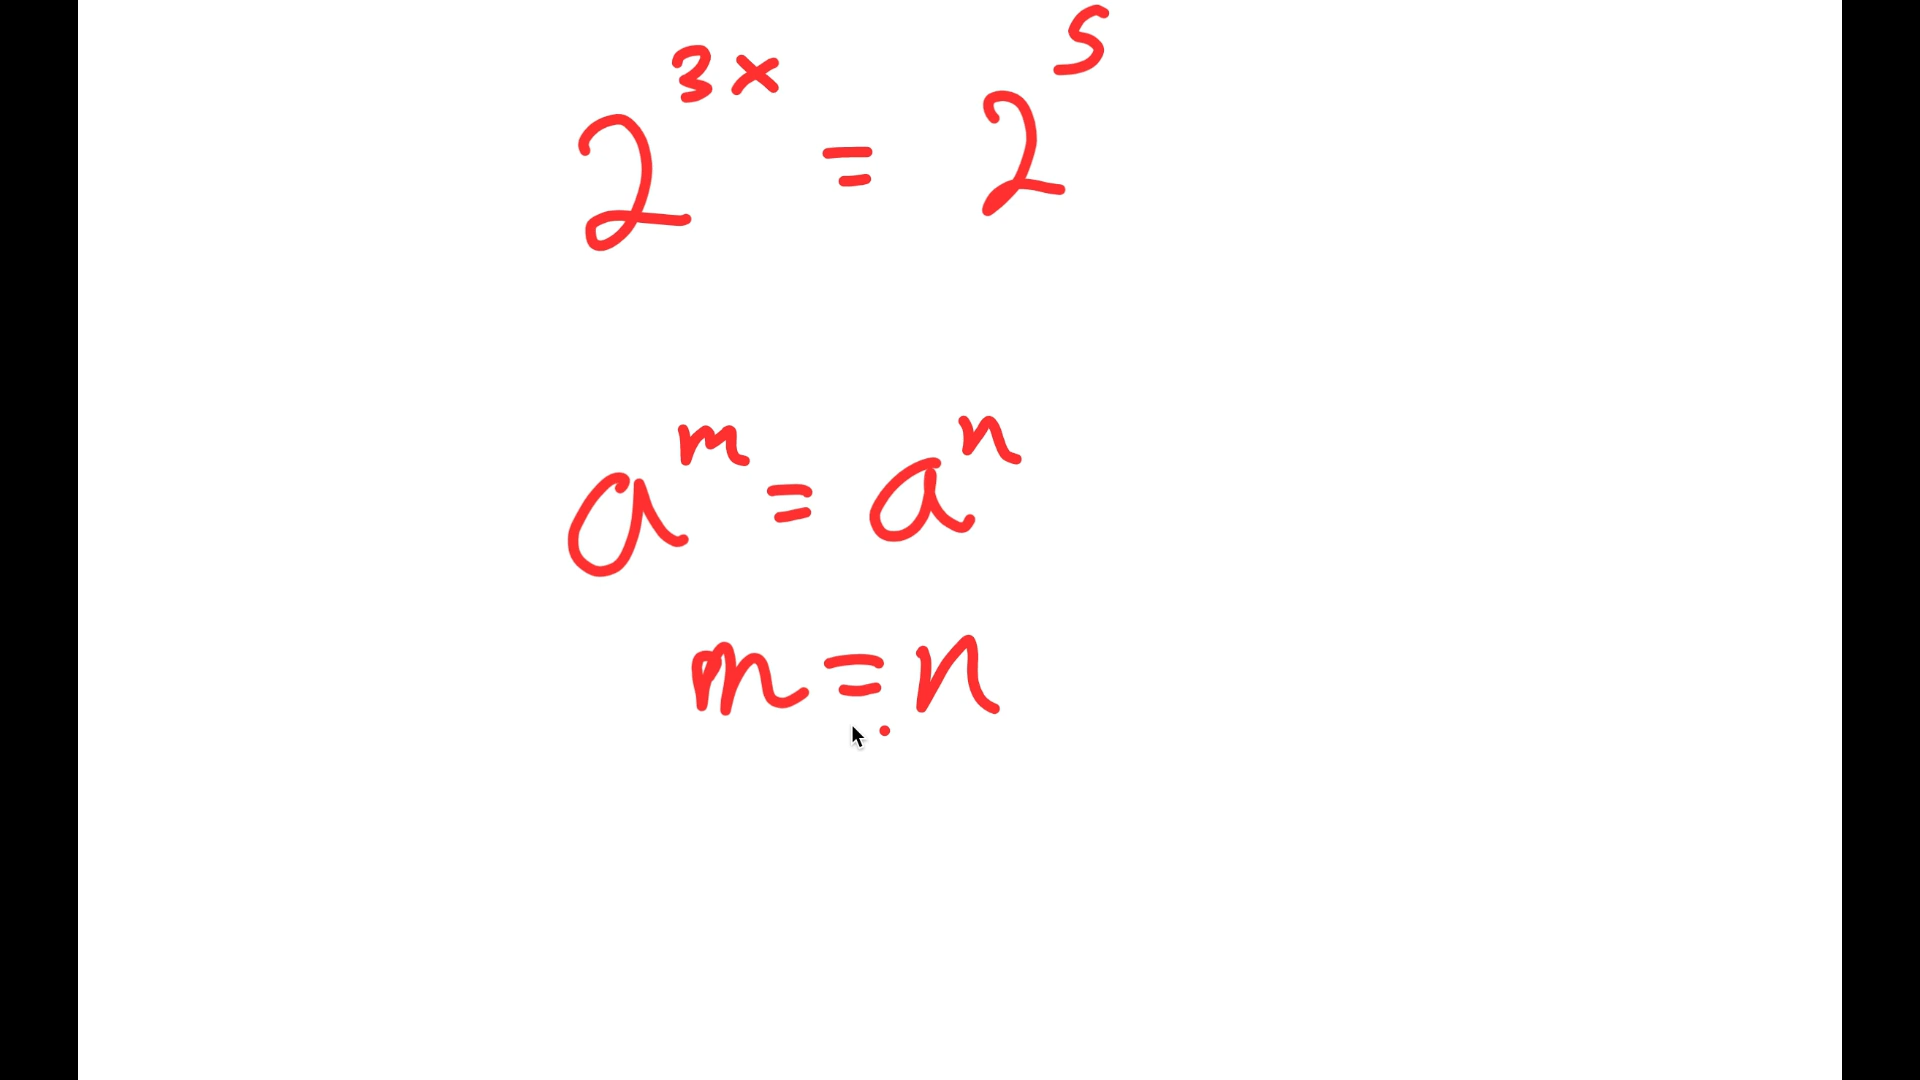 2^{3x} = 2^5
a^m = a^n
m = n